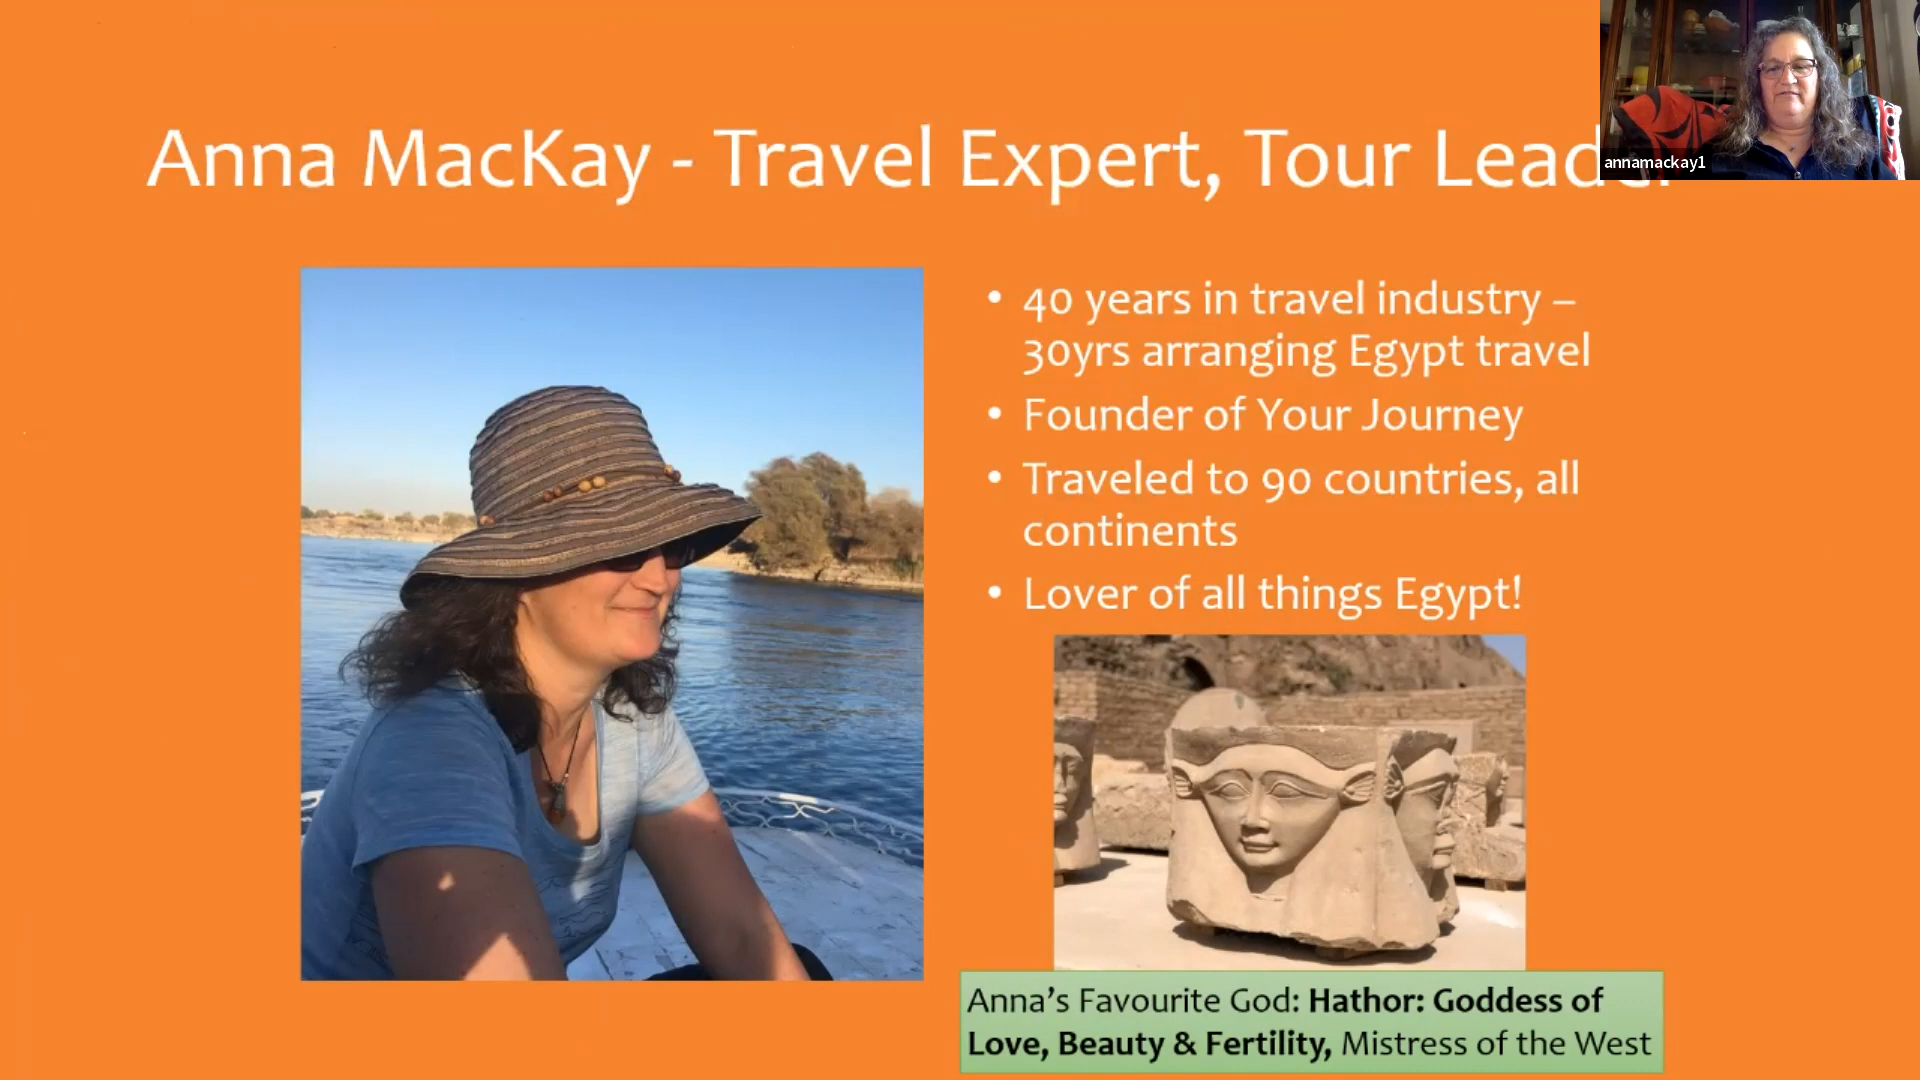 Anna MacKay - Travel Expert, Tour Leader
annamackay1
• 40 years in travel industry –
30yrs arranging Egypt travel
• Founder of Your Journey
• Traveled to 90 countries, all
continents
• Lover of all things Egypt!
Anna’s Favourite God: Hathor: Goddess of
Love, Beauty & Fertility, Mistress of the West